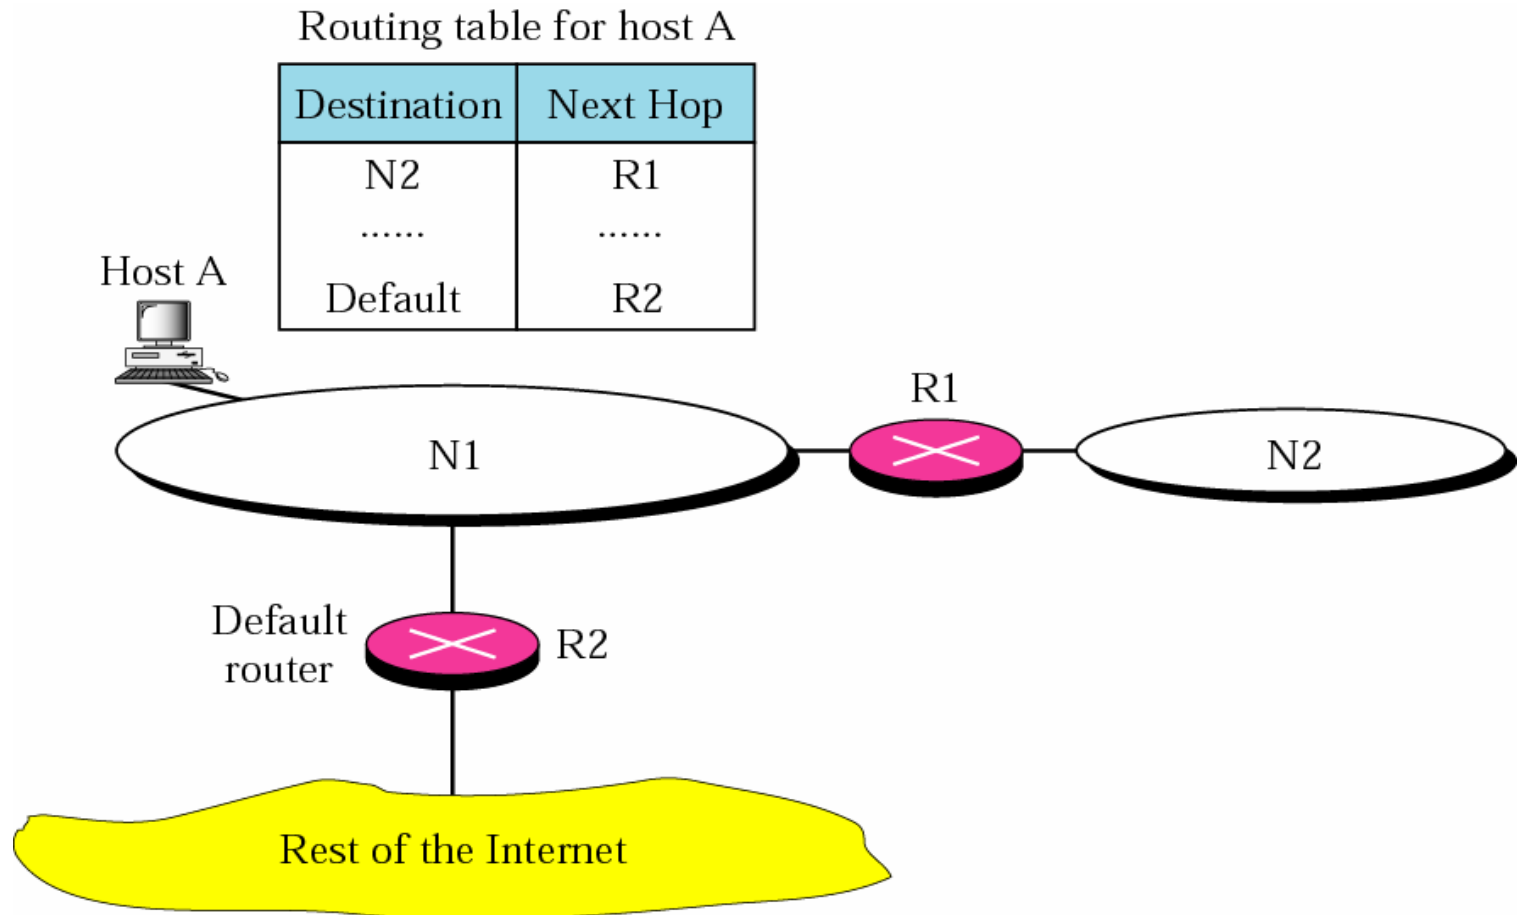 Routing table for host A
Destination Next Hop
N2 R1
...... ......
Default R2
Host A
R1
N1
N2
Default
router
R2
Rest of the Internet